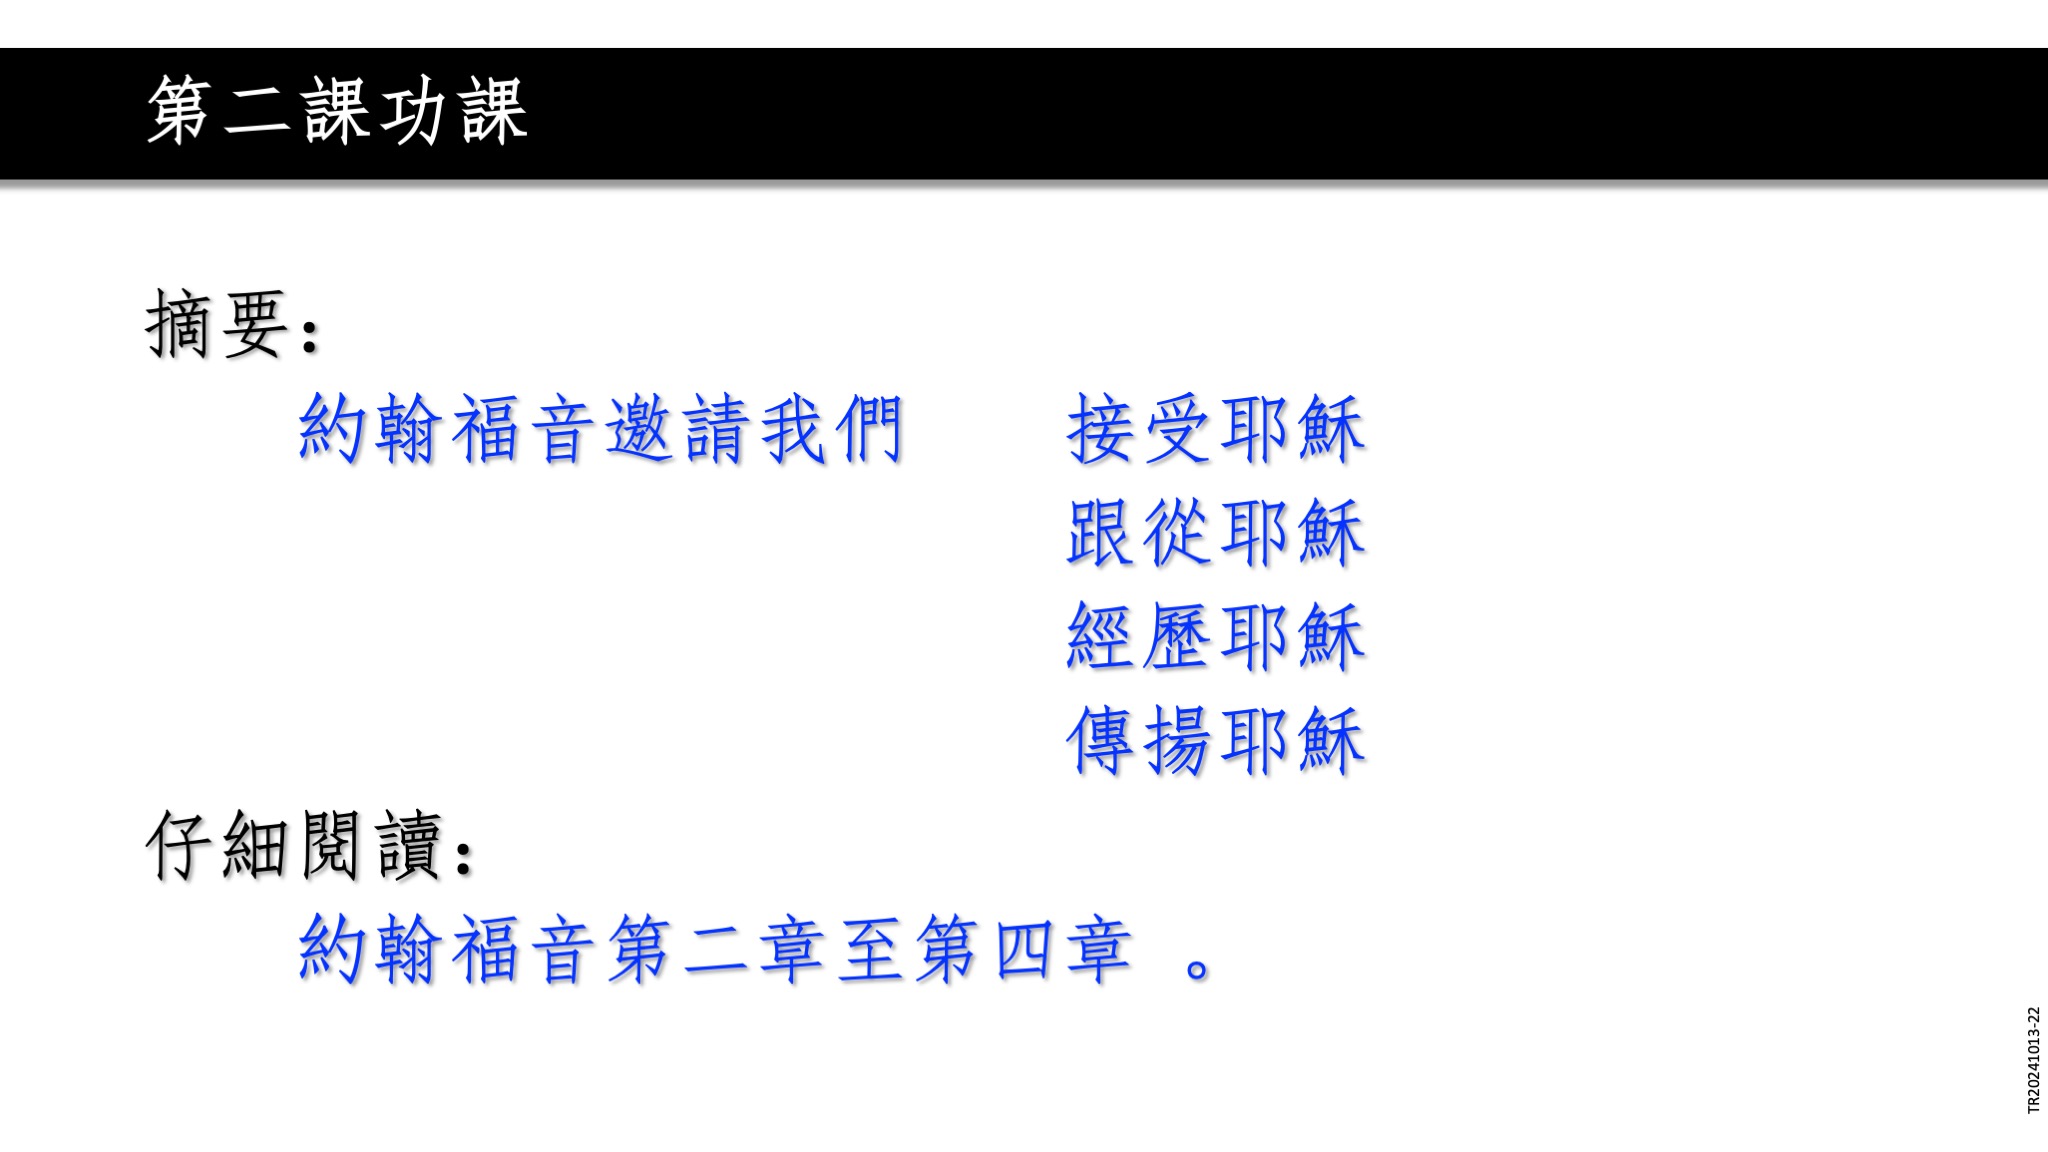 第二課功課
摘要：
約翰福音邀請我們 接受耶穌
跟從耶穌
經歷耶穌
傳揚耶穌
仔細閱讀：
約翰福音第二章至第四章 。
TR20241013-22